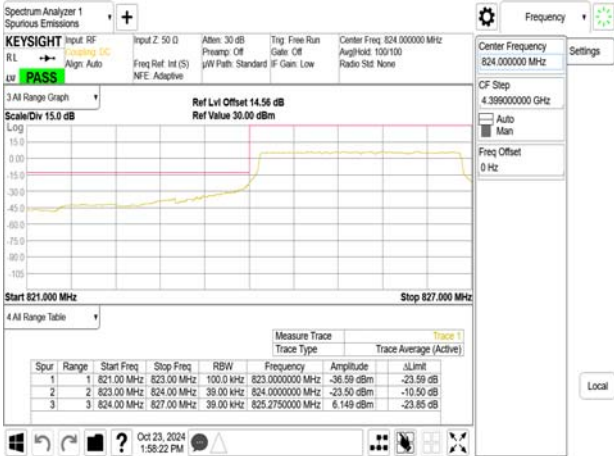 Spectrum Analyzer 1
Spurious Emissions
Frequency
KEYSIGHT
RL
PASS
Input: RF
Coupling: DC
Align: Auto
Input Z: 50 Ω
Freq Ref: Int (S)
NFE: Adaptive
Atten: 30 dB
Preamp: Off
µW Path: Standard
Trig: Free Run
Gate: Off
IF Gain: Low
Center Freq: 824.000000 MHz
Avg|Hold: 100/100
Radio Std: None
Center Frequency
824.000000 MHz
Settings
CF Step
4.399000000 GHz
Auto
Man
Freq Offset
0 Hz
3 All Range Graph
Scale/Div 15.0 dB
Ref Lvl Offset 14.56 dB
Ref Value 30.00 dBm
Log
15.0
0.00
-15.0
-30.0
-45.0
-60.0
-75.0
-90.0
-105
Start 821.000 MHz
Stop 827.000 MHz
4 All Range Table
Measure Trace Trace 1
Trace Type Trace Average (Active)
Spur Range Start Freq Stop Freq RBW Frequency Amplitude ΔLimit
1 1 821.00 MHz 823.00 MHz 100.0 kHz 823.0000000 MHz -36.59 dBm -23.59 dB
2 2 823.00 MHz 824.00 MHz 39.00 kHz 824.0000000 MHz -23.50 dBm -10.50 dB
3 3 824.00 MHz 827.00 MHz 39.00 kHz 825.2750000 MHz 6.149 dBm -23.85 dB
Local
Oct 23, 2024
1:58:22 PM